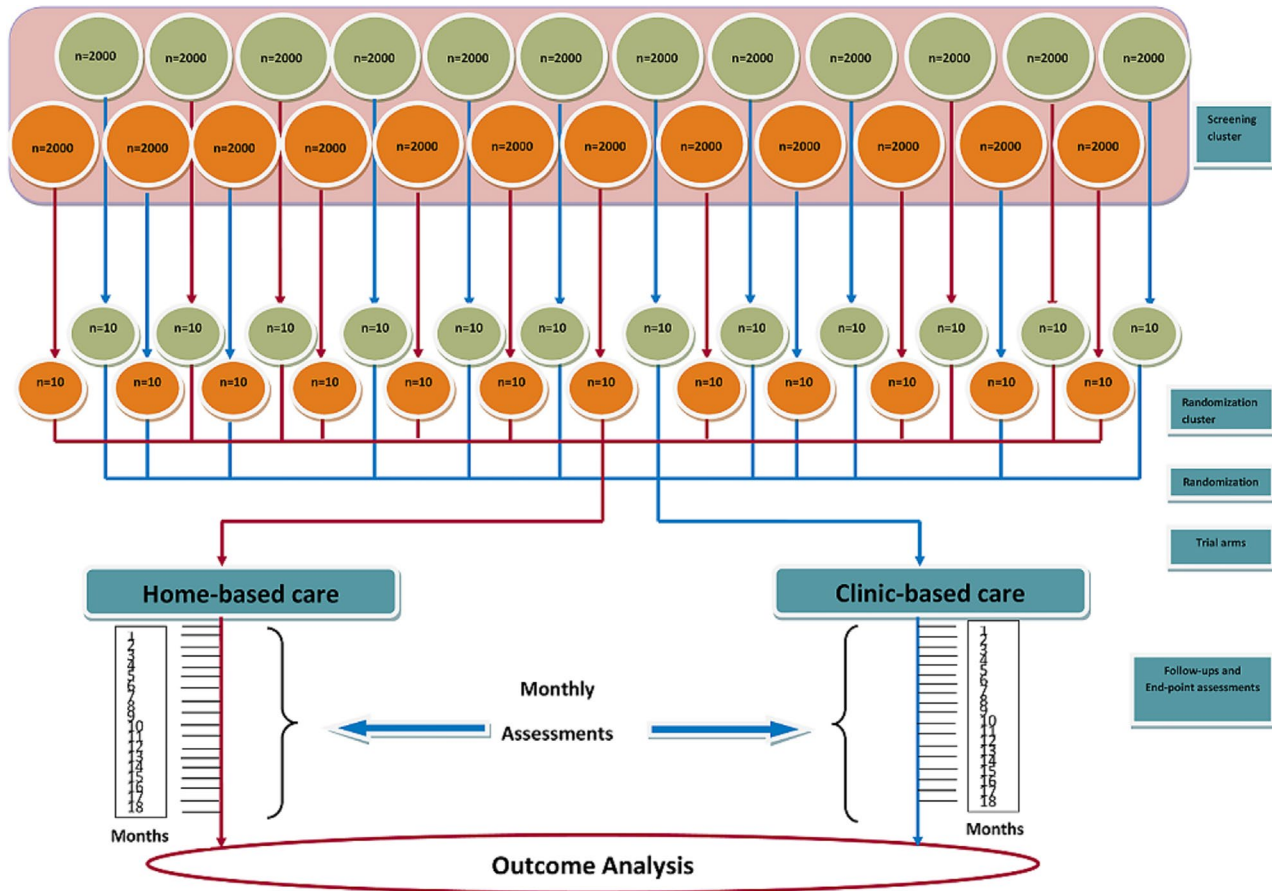 n=2000 n=2000 n=2000 n=2000 n=2000 n=2000 n=2000 n=2000 n=2000 n=2000 n=2000 n=2000
n=2000 n=2000 n=2000 n=2000 n=2000 n=2000 n=2000 n=2000 n=2000 n=2000 n=2000 n=2000
Screening
cluster
n=10 n=10 n=10 n=10 n=10 n=10 n=10 n=10 n=10 n=10 n=10 n=10
n=10 n=10 n=10 n=10 n=10 n=10 n=10 n=10 n=10 n=10 n=10 n=10
Randomization
cluster
Randomization
Trial arms
Home-based care
Clinic-based care
1
2
3
4
5
6
7
8
9
10
11
12
13
14
15
16
17
18
Months
Monthly
Assessments
1
2
3
4
5
6
7
8
9
10
11
12
13
14
15
16
17
18
Months
Follow-ups and
End-point assessments
Outcome Analysis